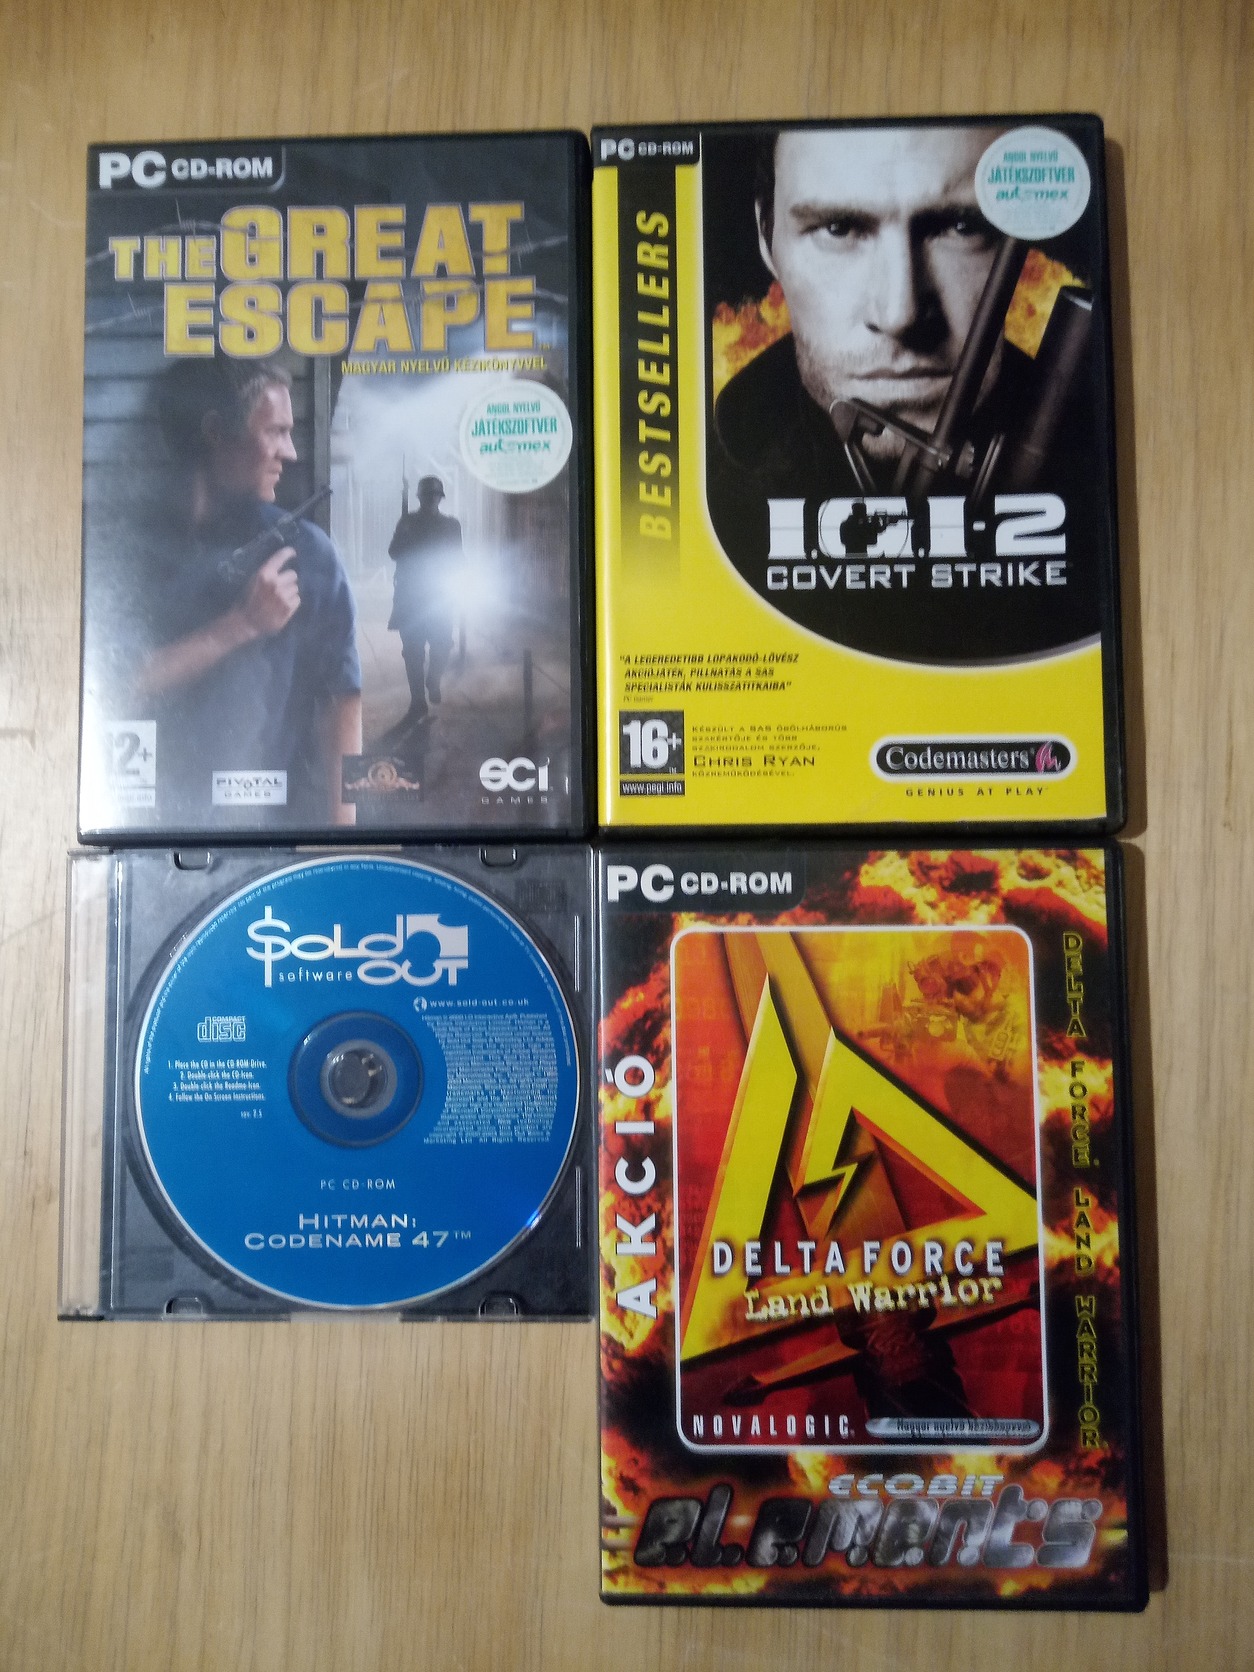 PC CD-ROM
THE GREAT
ESCAPE
MAGYAR NYELVŰ KÉZIKÖNYVVEL
ANGOL NYELVŰ
JÁTÉKSZOFTVER
automex
12+
PIVOTAL
GAMES
SCi
GAMES
PC CD-ROM
BESTSELLERS
ANGOL NYELVŰ
JÁTÉKSZOFTVER
automex
I.G.I-2
COVERT STRIKE
"A LEGEREDETIBB LOPAKODÓ-LÖVÉSZ
AKCIÓJÁTÉK, PILLNATÁS A SAS
SPECIALISTÁK KULISSZATITKAIBA"
16+
www.pegi.info
KÉSZÜLT A SAS ÖBÖLHÁBORÚS
SZAKÉRTŐJE ÉS TÖBB
SZAKIRODALOM SZERZŐJE,
CHRIS RYAN
KÖZREMŰKÖDÉSÉVEL.
Codemasters
GENIUS AT PLAY
SOLD
software OUT
www.sold-out.co.uk
COMPACT
disc
1. Place the CD in the CD-ROM Drive.
2. Double-click the CD-Icon.
3. Double-click the Readme-Icon.
4. Follow the On Screen Instructions.
PC CD-ROM
HITMAN:
CODENAME 47™
PC CD-ROM
AKCIÓ
DELTA FORCE
Land Warrior
NOVALOGIC
Magyar nyelvű kézikönyvvel
DELTA FORCE LAND WARRIOR
ECOBIT
elements